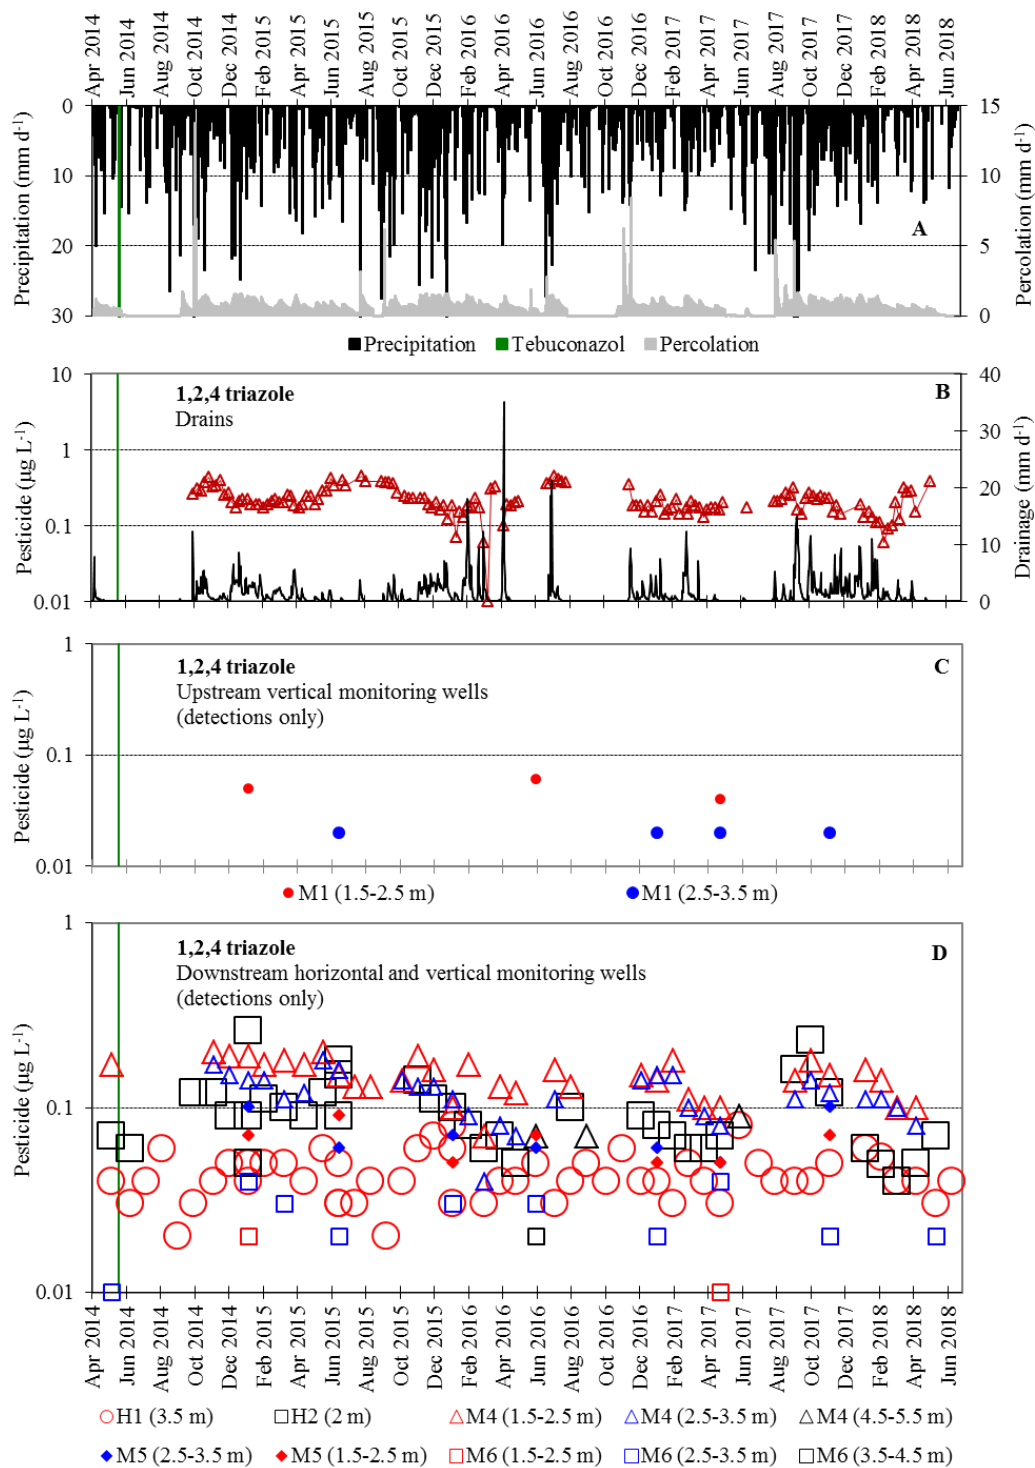 Apr 2014 Jun 2014 Aug 2014 Oct 2014 Dec 2014 Feb 2015 Apr 2015 Jun 2015 Aug 2015 Oct 2015 Dec 2015 Feb 2016 Apr 2016 Jun 2016 Aug 2016 Oct 2016 Dec 2016 Feb 2017 Apr 2017 Jun 2017 Aug 2017 Oct 2017 Dec 2017 Feb 2018 Apr 2018 Jun 2018
Precipitation (mm d⁻¹)
0
10
20
30
A
15
10
5
0
Percolation (mm d⁻¹)
Precipitation Tebuconazol Percolation
Pesticide (µg L⁻¹)
10
1
0.1
0.01
1,2,4 triazole
Drains
B
40
30
20
10
0
Drainage (mm d⁻¹)
Pesticide (µg L⁻¹)
1
0.1
0.01
1,2,4 triazole
Upstream vertical monitoring wells
(detections only)
C
M1 (1.5-2.5 m) M1 (2.5-3.5 m)
Pesticide (µg L⁻¹)
1
0.1
0.01
1,2,4 triazole
Downstream horizontal and vertical monitoring wells
(detections only)
D
Apr 2014 Jun 2014 Aug 2014 Oct 2014 Dec 2014 Feb 2015 Apr 2015 Jun 2015 Aug 2015 Oct 2015 Dec 2015 Feb 2016 Apr 2016 Jun 2016 Aug 2016 Oct 2016 Dec 2016 Feb 2017 Apr 2017 Jun 2017 Aug 2017 Oct 2017 Dec 2017 Feb 2018 Apr 2018 Jun 2018
H1 (3.5 m) H2 (2 m) M4 (1.5-2.5 m) M4 (2.5-3.5 m) M4 (4.5-5.5 m)
M5 (2.5-3.5 m) M5 (1.5-2.5 m) M6 (1.5-2.5 m) M6 (2.5-3.5 m) M6 (3.5-4.5 m)